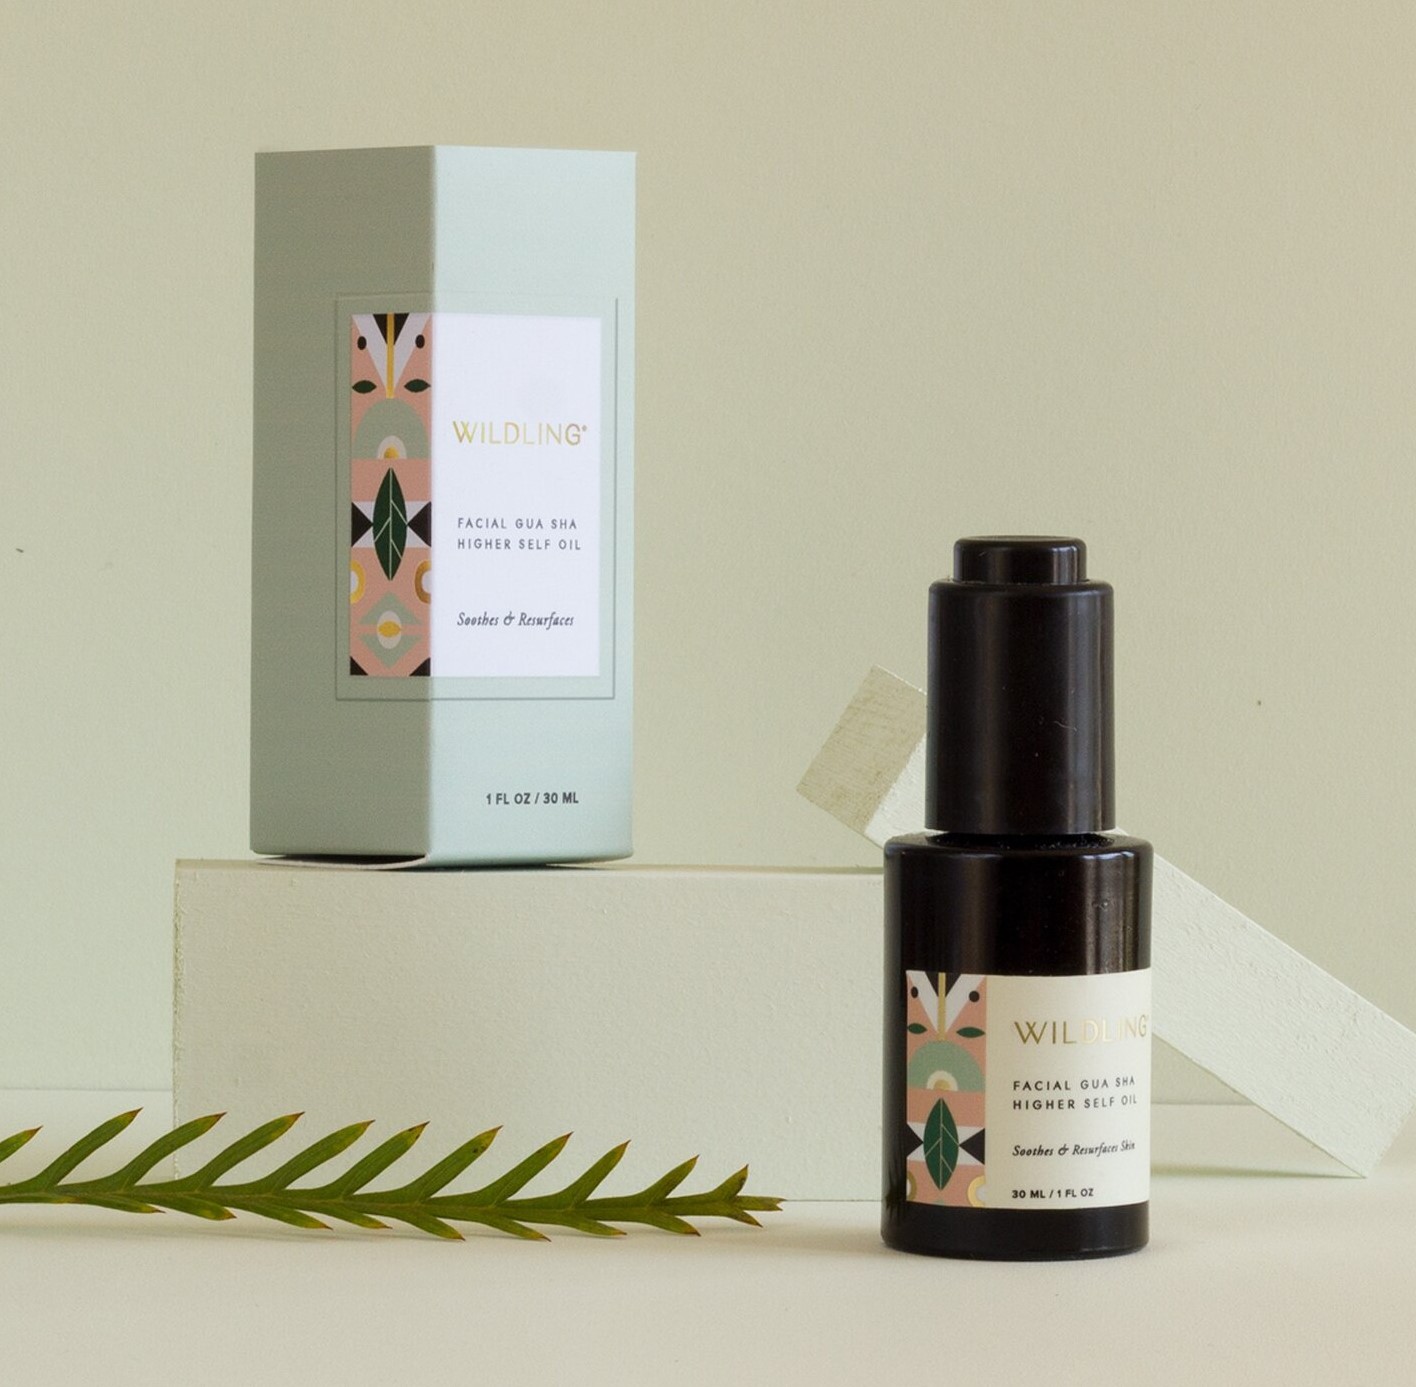 WILDLING®
FACIAL GUA SHA
HIGHER SELF OIL
Soothes & Resurfaces
1 FL OZ / 30 ML
WILDLING®
FACIAL GUA SHA
HIGHER SELF OIL
Soothes & Resurfaces Skin
30 ML / 1 FL OZ